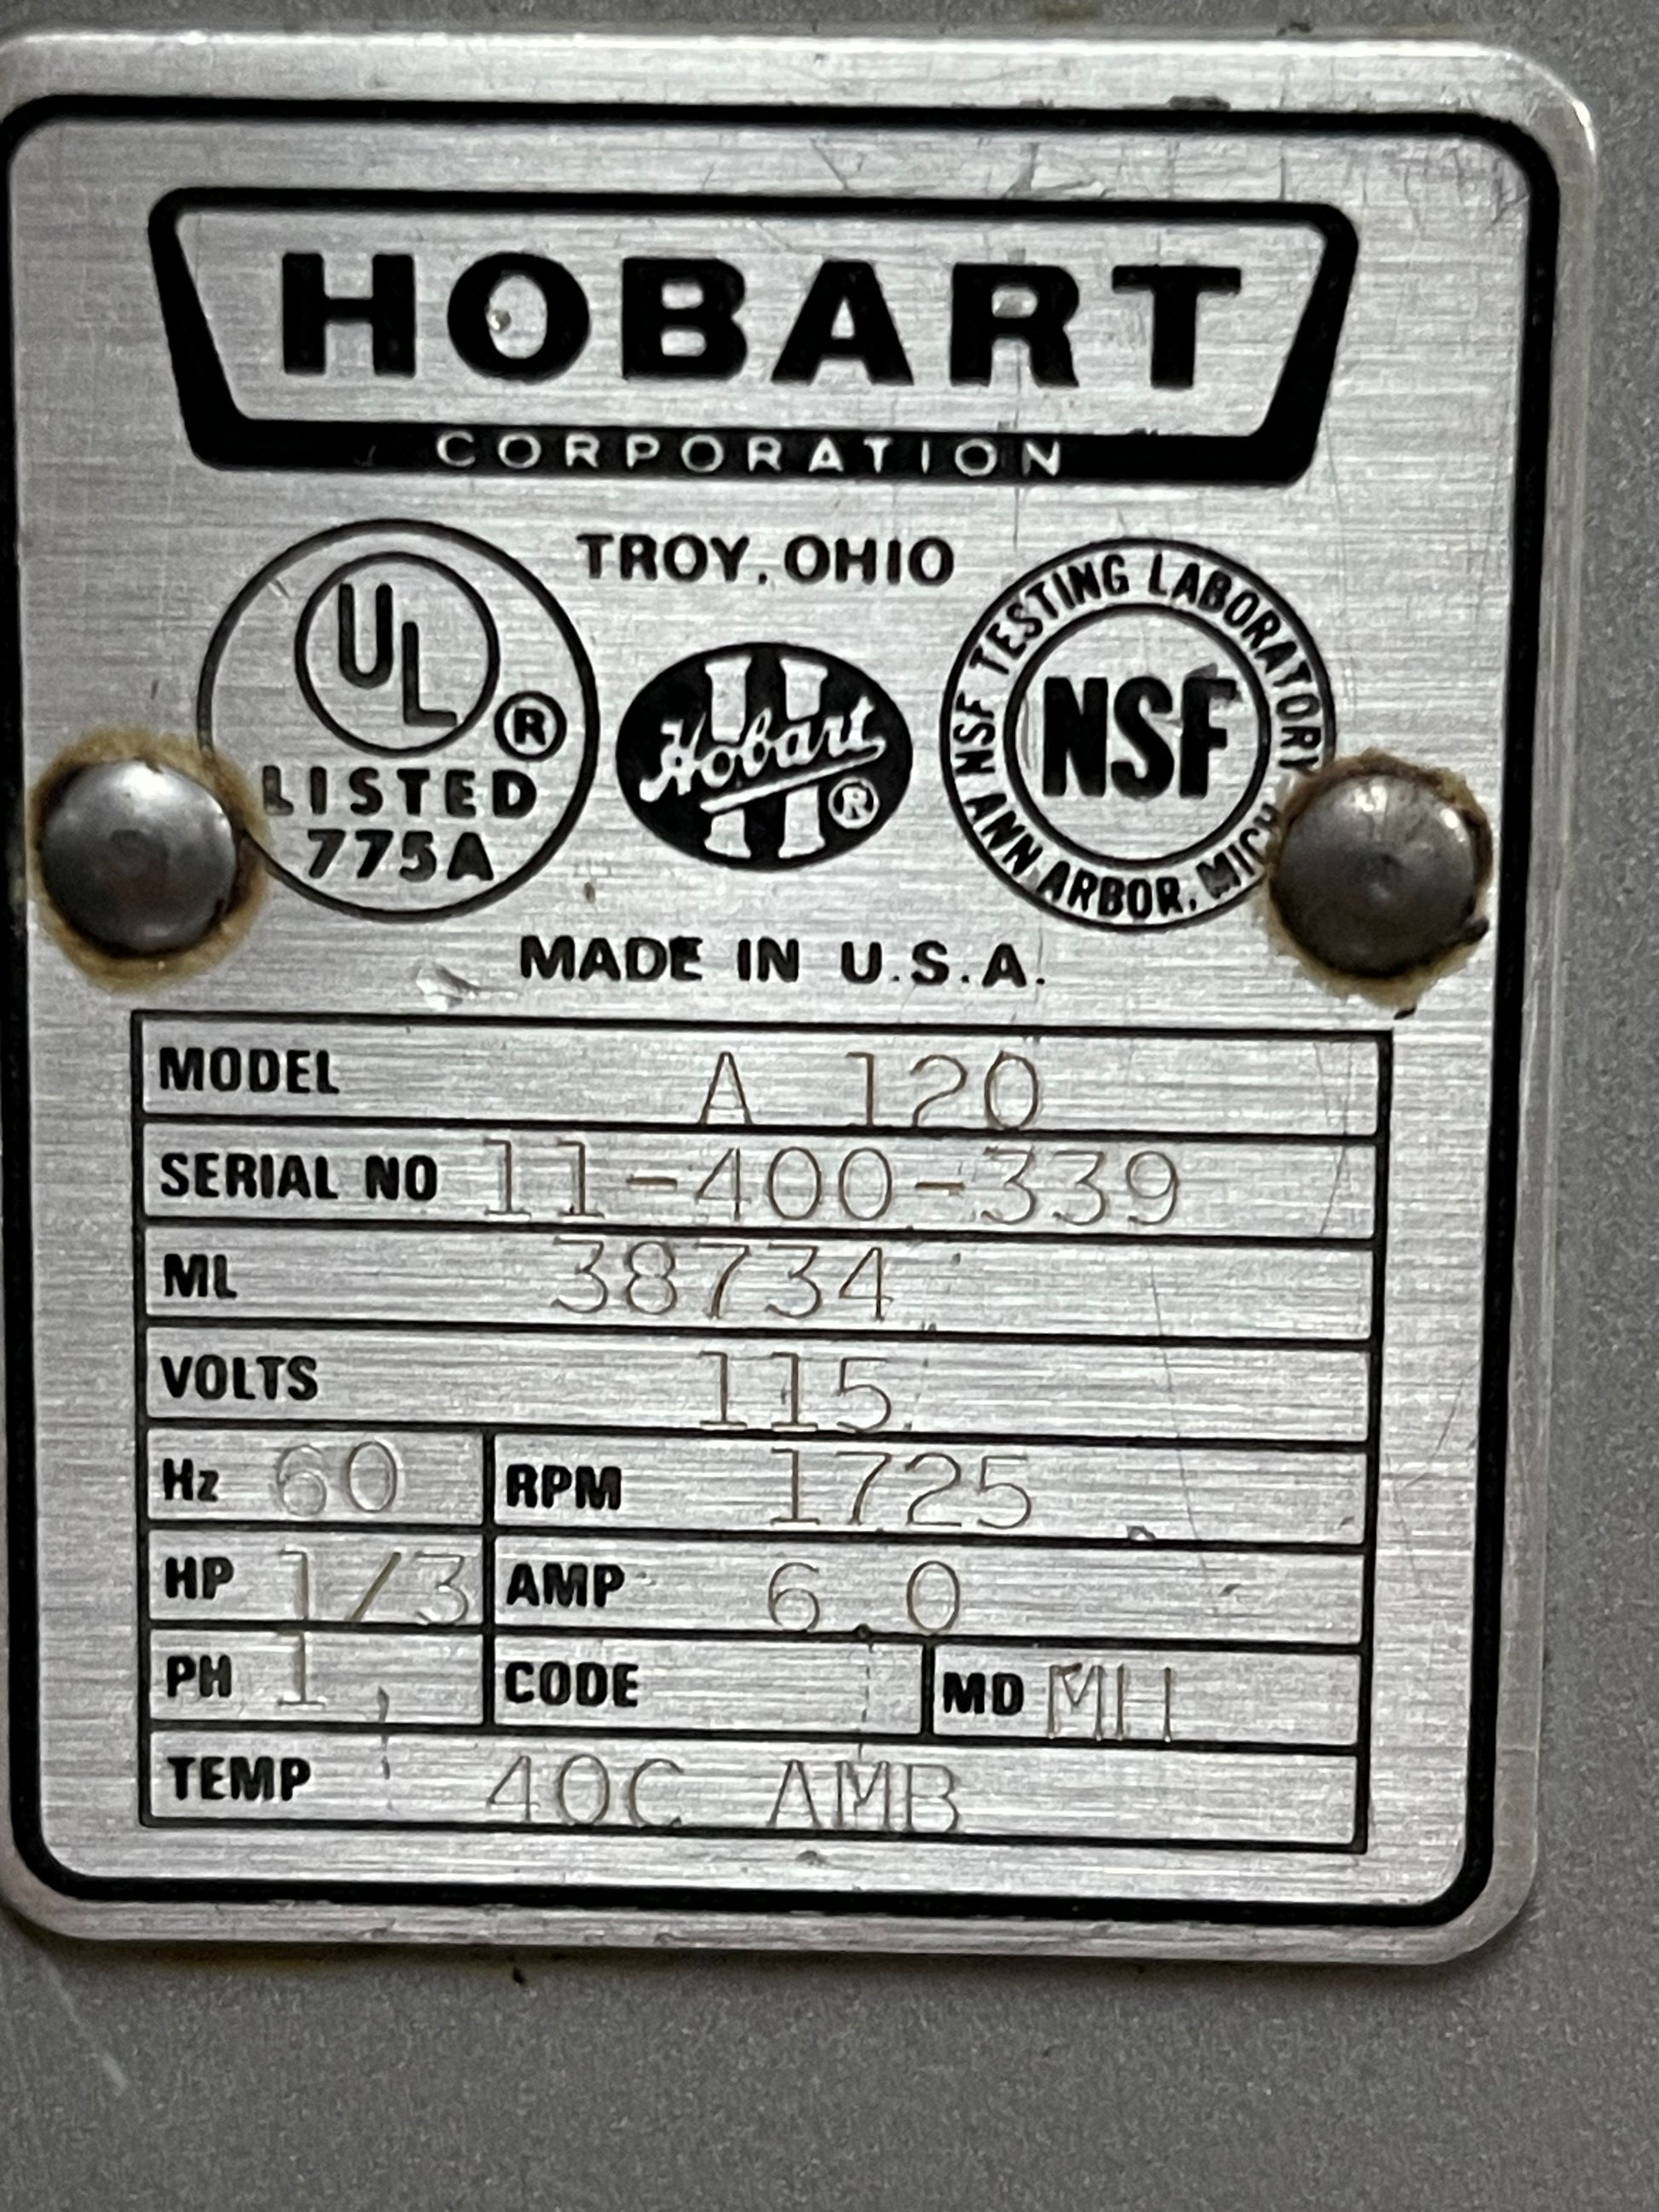 HOBART
CORPORATION
TROY, OHIO
UL
®
LISTED
775A
Hobart
®
NSF TESTING LABORATORY
NSF
ANN ARBOR, MICH
MADE IN U.S.A.
MODEL A 120
SERIAL NO 11-400-339
ML 38734
VOLTS 115
Hz 60 RPM 1725
HP 1/3 AMP 6.0
PH 1 CODE MD MH
TEMP 40C AMB